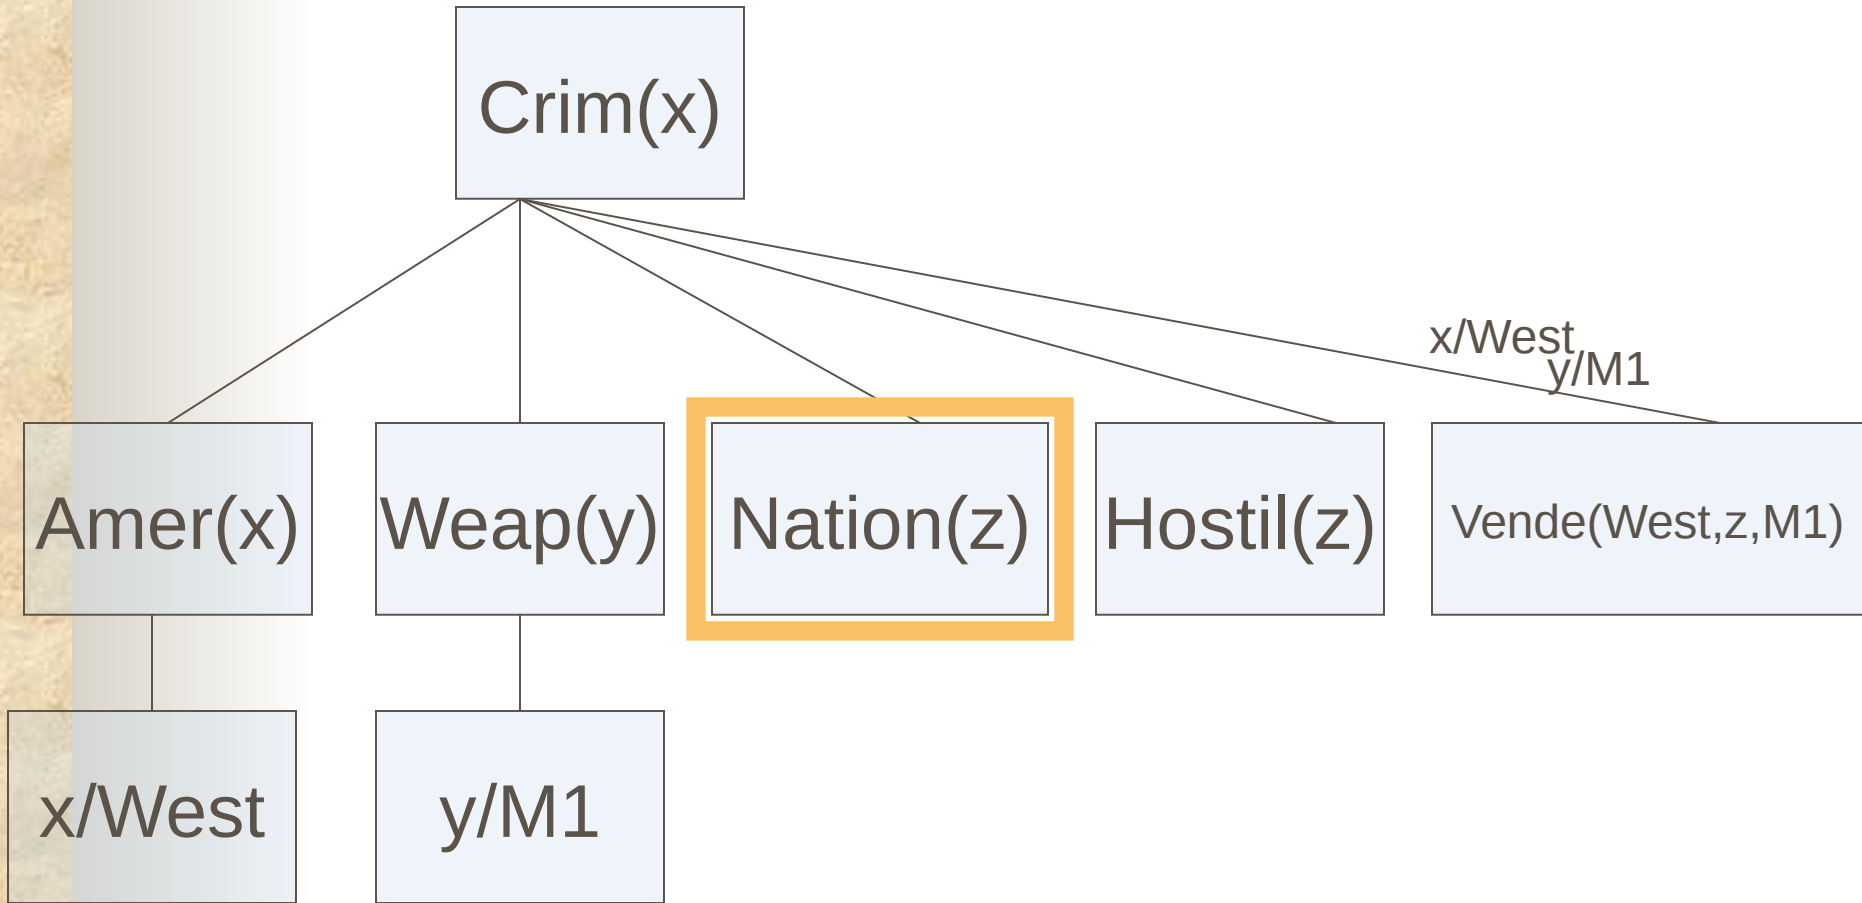 Crim(x)
x/West
y/M1
Amer(x)
Weap(y)
Nation(z)
Hostil(z)
Vende(West,z,M1)
x/West
y/M1